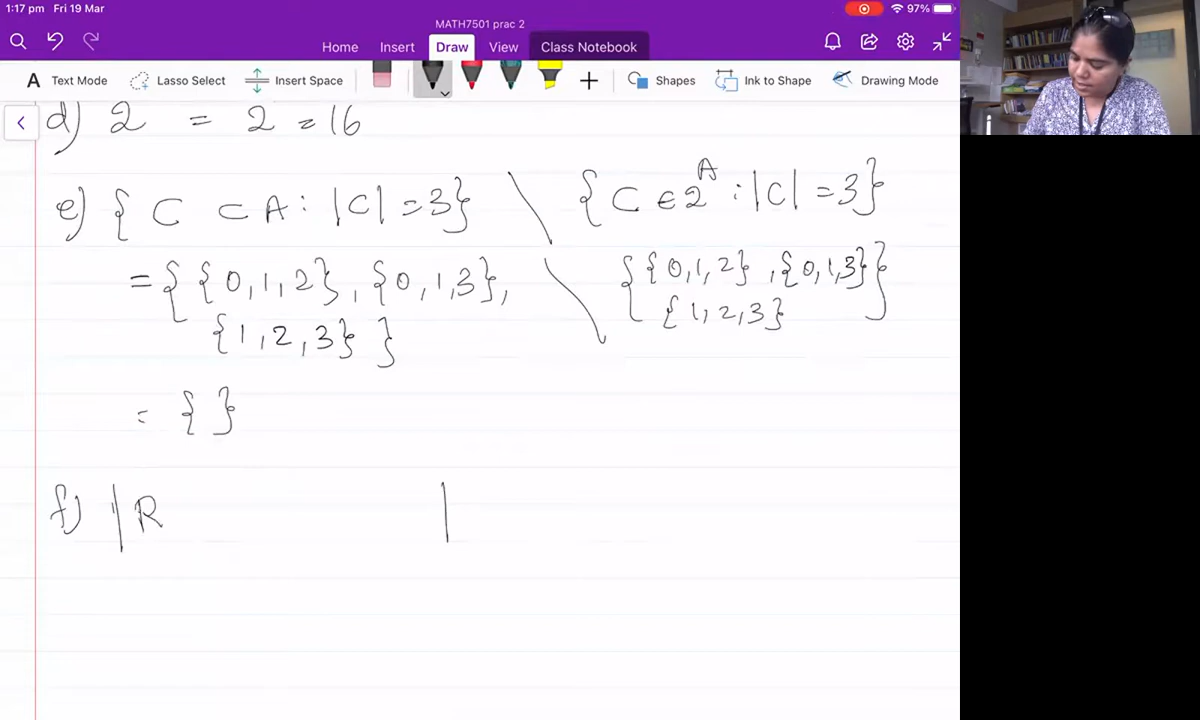 1:17 pm Fri 19 Mar
97%
MATH7501 prac 2
Home Insert Draw View Class Notebook
A Text Mode Lasso Select Insert Space Shapes Ink to Shape Drawing Mode
d) 2 = 2 = 16
e) { C ⊂ A : |C| = 3} \ { C ∈ 2^A : |C| = 3}
= { {0, 1, 2}, {0, 1, 3}, \ { {0, 1, 2} , {0, 1, 3}
{1, 2, 3} } {1, 2, 3} }
= { }
f) | R |